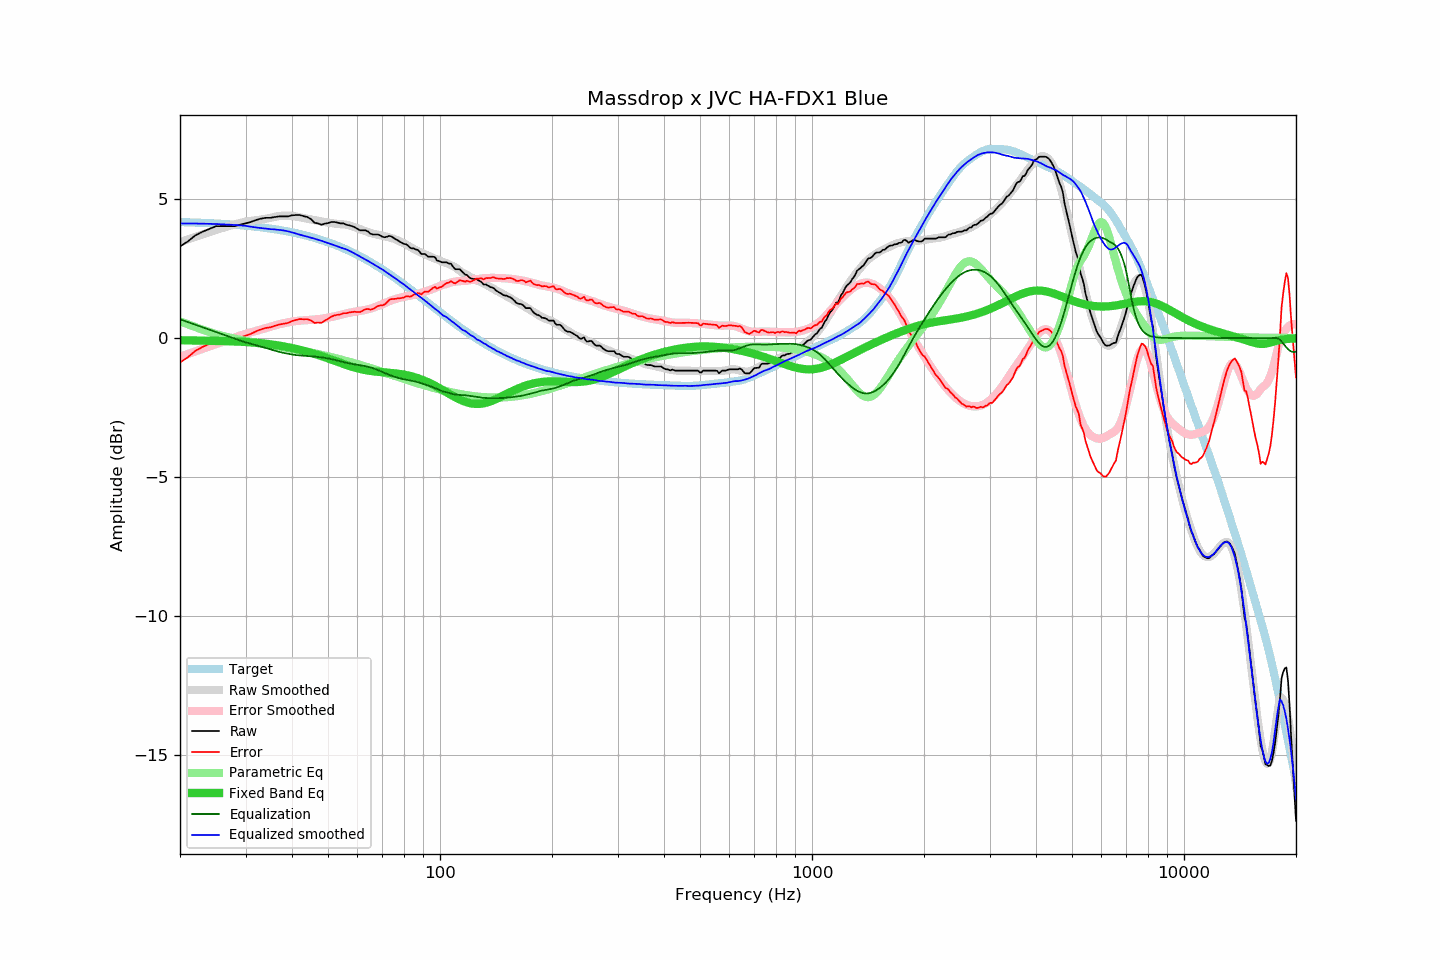 Massdrop x JVC HA-FDX1 Blue
5
0
−5
−10
−15
Amplitude (dBr)
Target
Raw Smoothed
Error Smoothed
Raw
Error
Parametric Eq
Fixed Band Eq
Equalization
Equalized smoothed
100
1000
10000
Frequency (Hz)